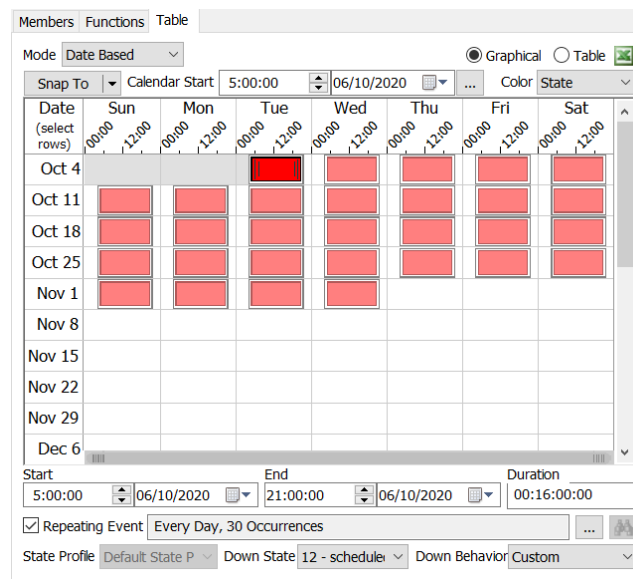 Members Functions Table
Mode Date Based Graphical Table
Snap To Calendar Start 5:00:00 06/10/2020 ... Color State
Date Sun Mon Tue Wed Thu Fri Sat
(select rows) 00:00 12:00 00:00 12:00 00:00 12:00 00:00 12:00 00:00 12:00 00:00 12:00 00:00 12:00
Oct 4
Oct 11
Oct 18
Oct 25
Nov 1
Nov 8
Nov 15
Nov 22
Nov 29
Dec 6
Start End Duration
5:00:00 06/10/2020 21:00:00 06/10/2020 00:16:00:00
Repeating Event Every Day, 30 Occurrences ...
State Profile Default State P Down State 12 - schedule Down Behavior Custom